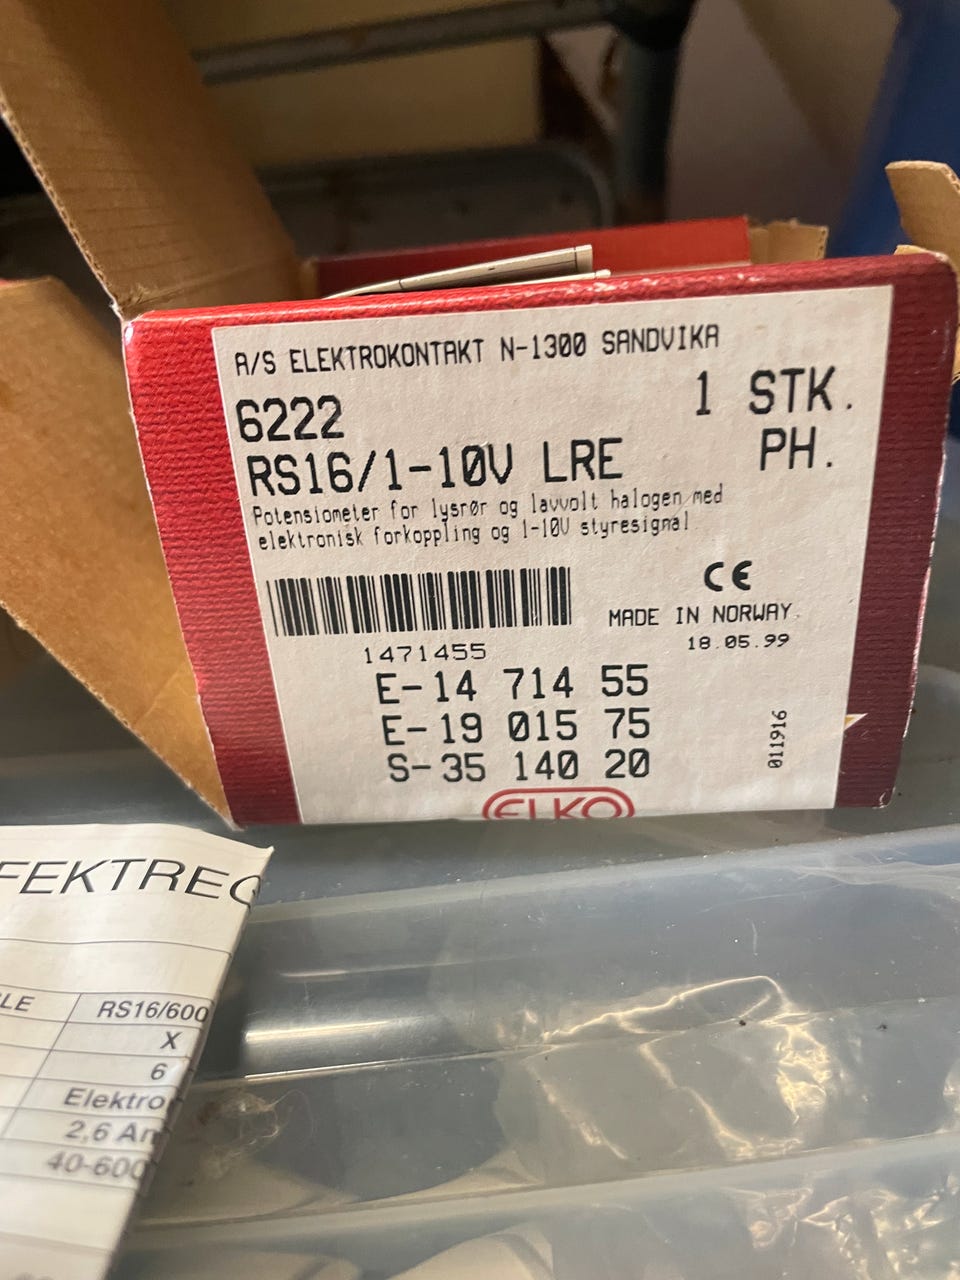 A/S ELEKTROKONTAKT N-1300 SANDVIKA
6222 1 STK.
RS16/1-10V LRE PH.
Potensiometer for lysrør og lavvolt halogen med
elektronisk forkoppling og 1-10V styresignal.
CE
MADE IN NORWAY.
18.05.99
1471455
E-14 714 55
E-19 015 75
S-35 140 20
011916
ELKO
FEKTREG
LE RS16/600
X
6
Elektro
2,6 A
40-600